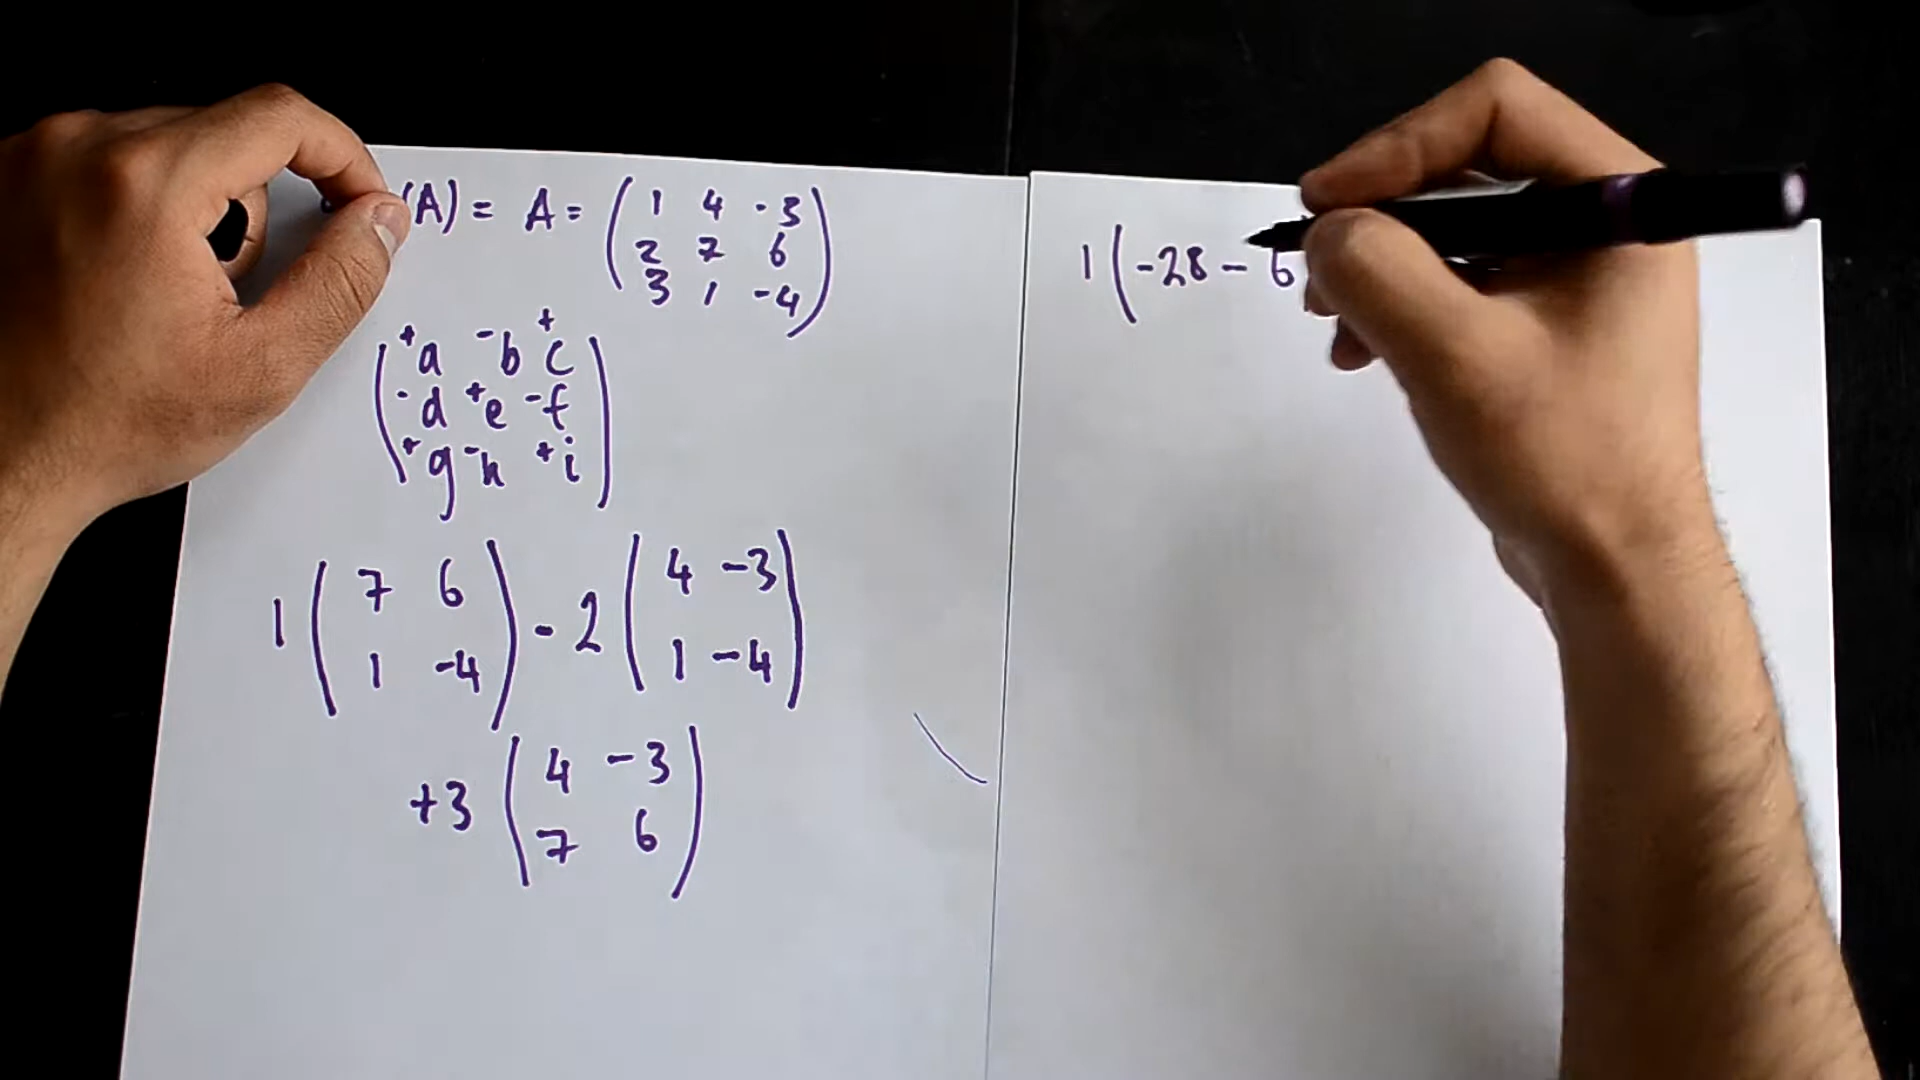 (A) = A = ( 1 4 -3
2 7 6
3 1 -4 )
( + a - b + c
- d + e - f
+ g - h + i )
1 ( 7 6
1 -4 ) - 2 ( 4 -3
1 -4 )
+3 ( 4 -3
7 6 )
1 ( -28 - 6